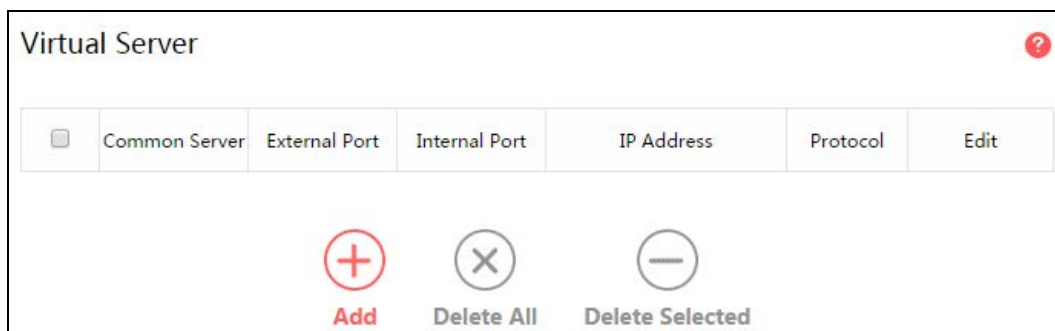 Virtual Server
?
Common Server External Port Internal Port IP Address Protocol Edit
Add Delete All Delete Selected